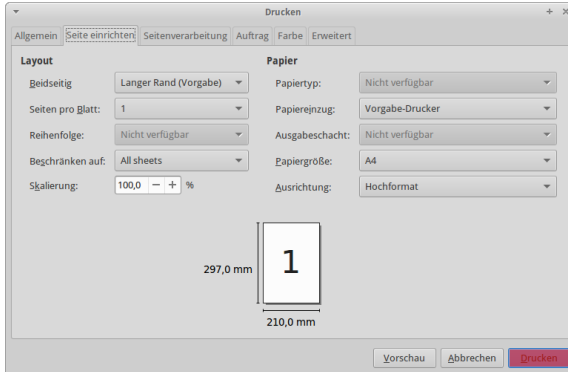 Drucken
Allgemein Seite einrichten Seitenverarbeitung Auftrag Farbe Erweitert
Layout
Beidseitig Langer Rand (Vorgabe)
Seiten pro Blatt: 1
Reihenfolge: Nicht verfügbar
Beschränken auf: All sheets
Skalierung: 100,0 − + %
Papier
Papiertyp: Nicht verfügbar
Papiereinzug: Vorgabe-Drucker
Ausgabeschacht: Nicht verfügbar
Papiergröße: A4
Ausrichtung: Hochformat
1
297,0 mm
210,0 mm
Vorschau Abbrechen Drucken